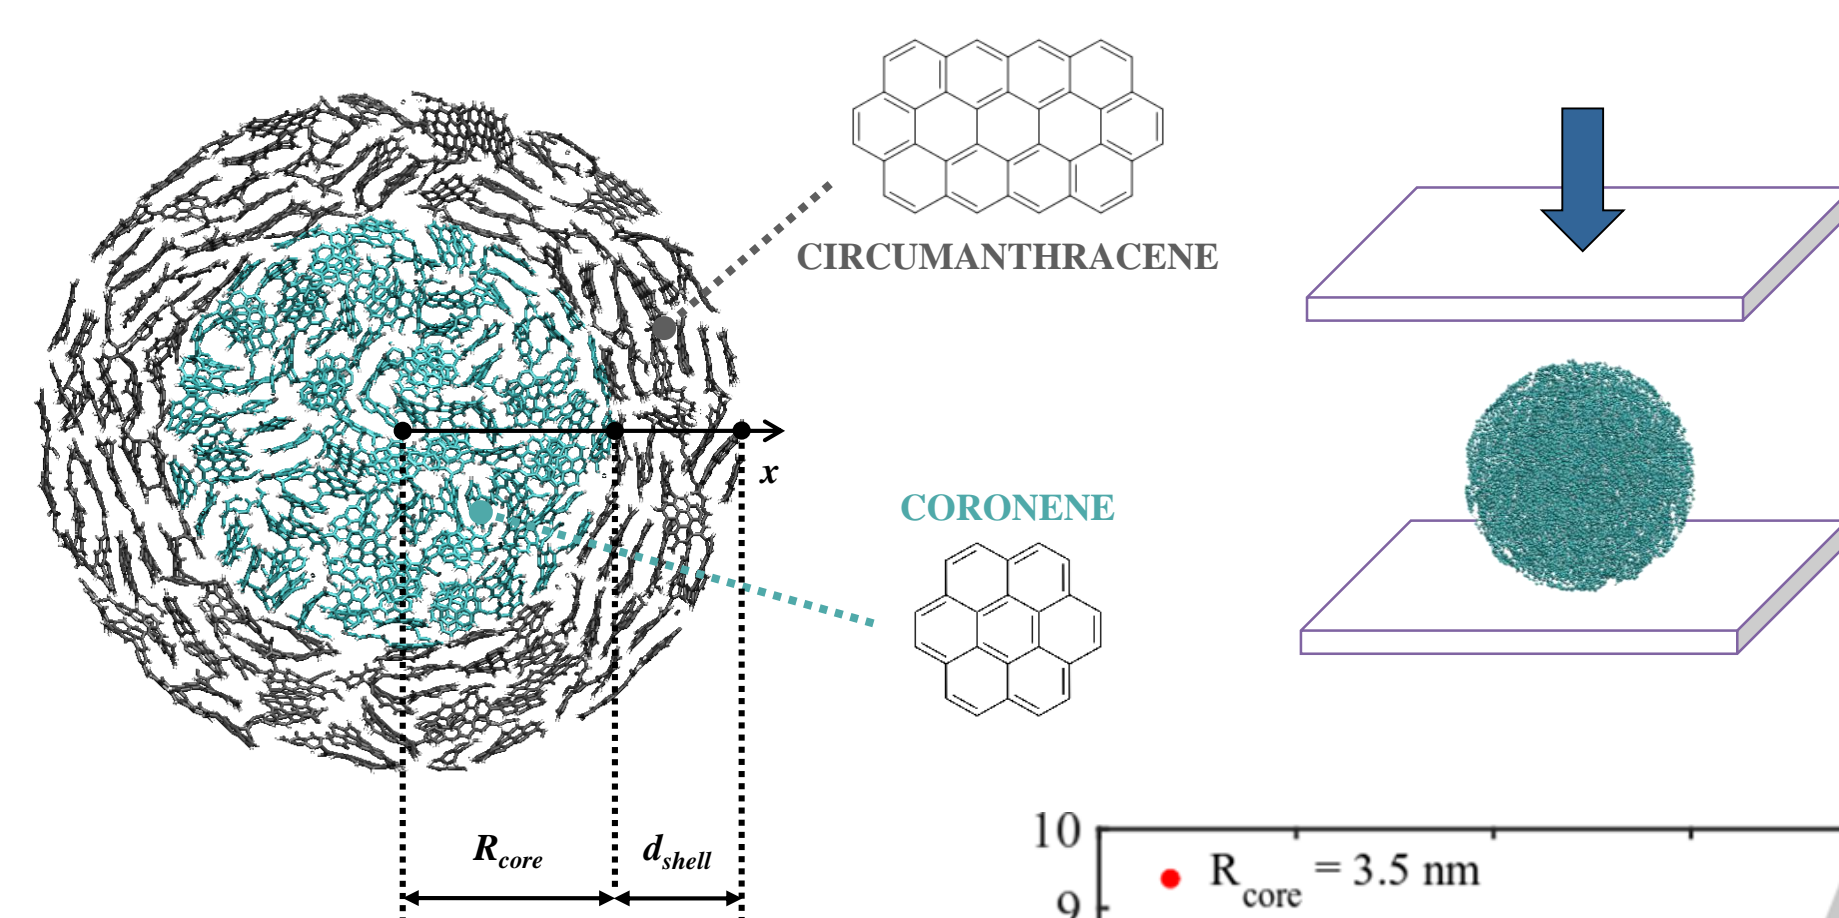 CIRCUMANTHRACENE
x
CORONENE
R_core
d_shell
10
R_core = 3.5 nm
9